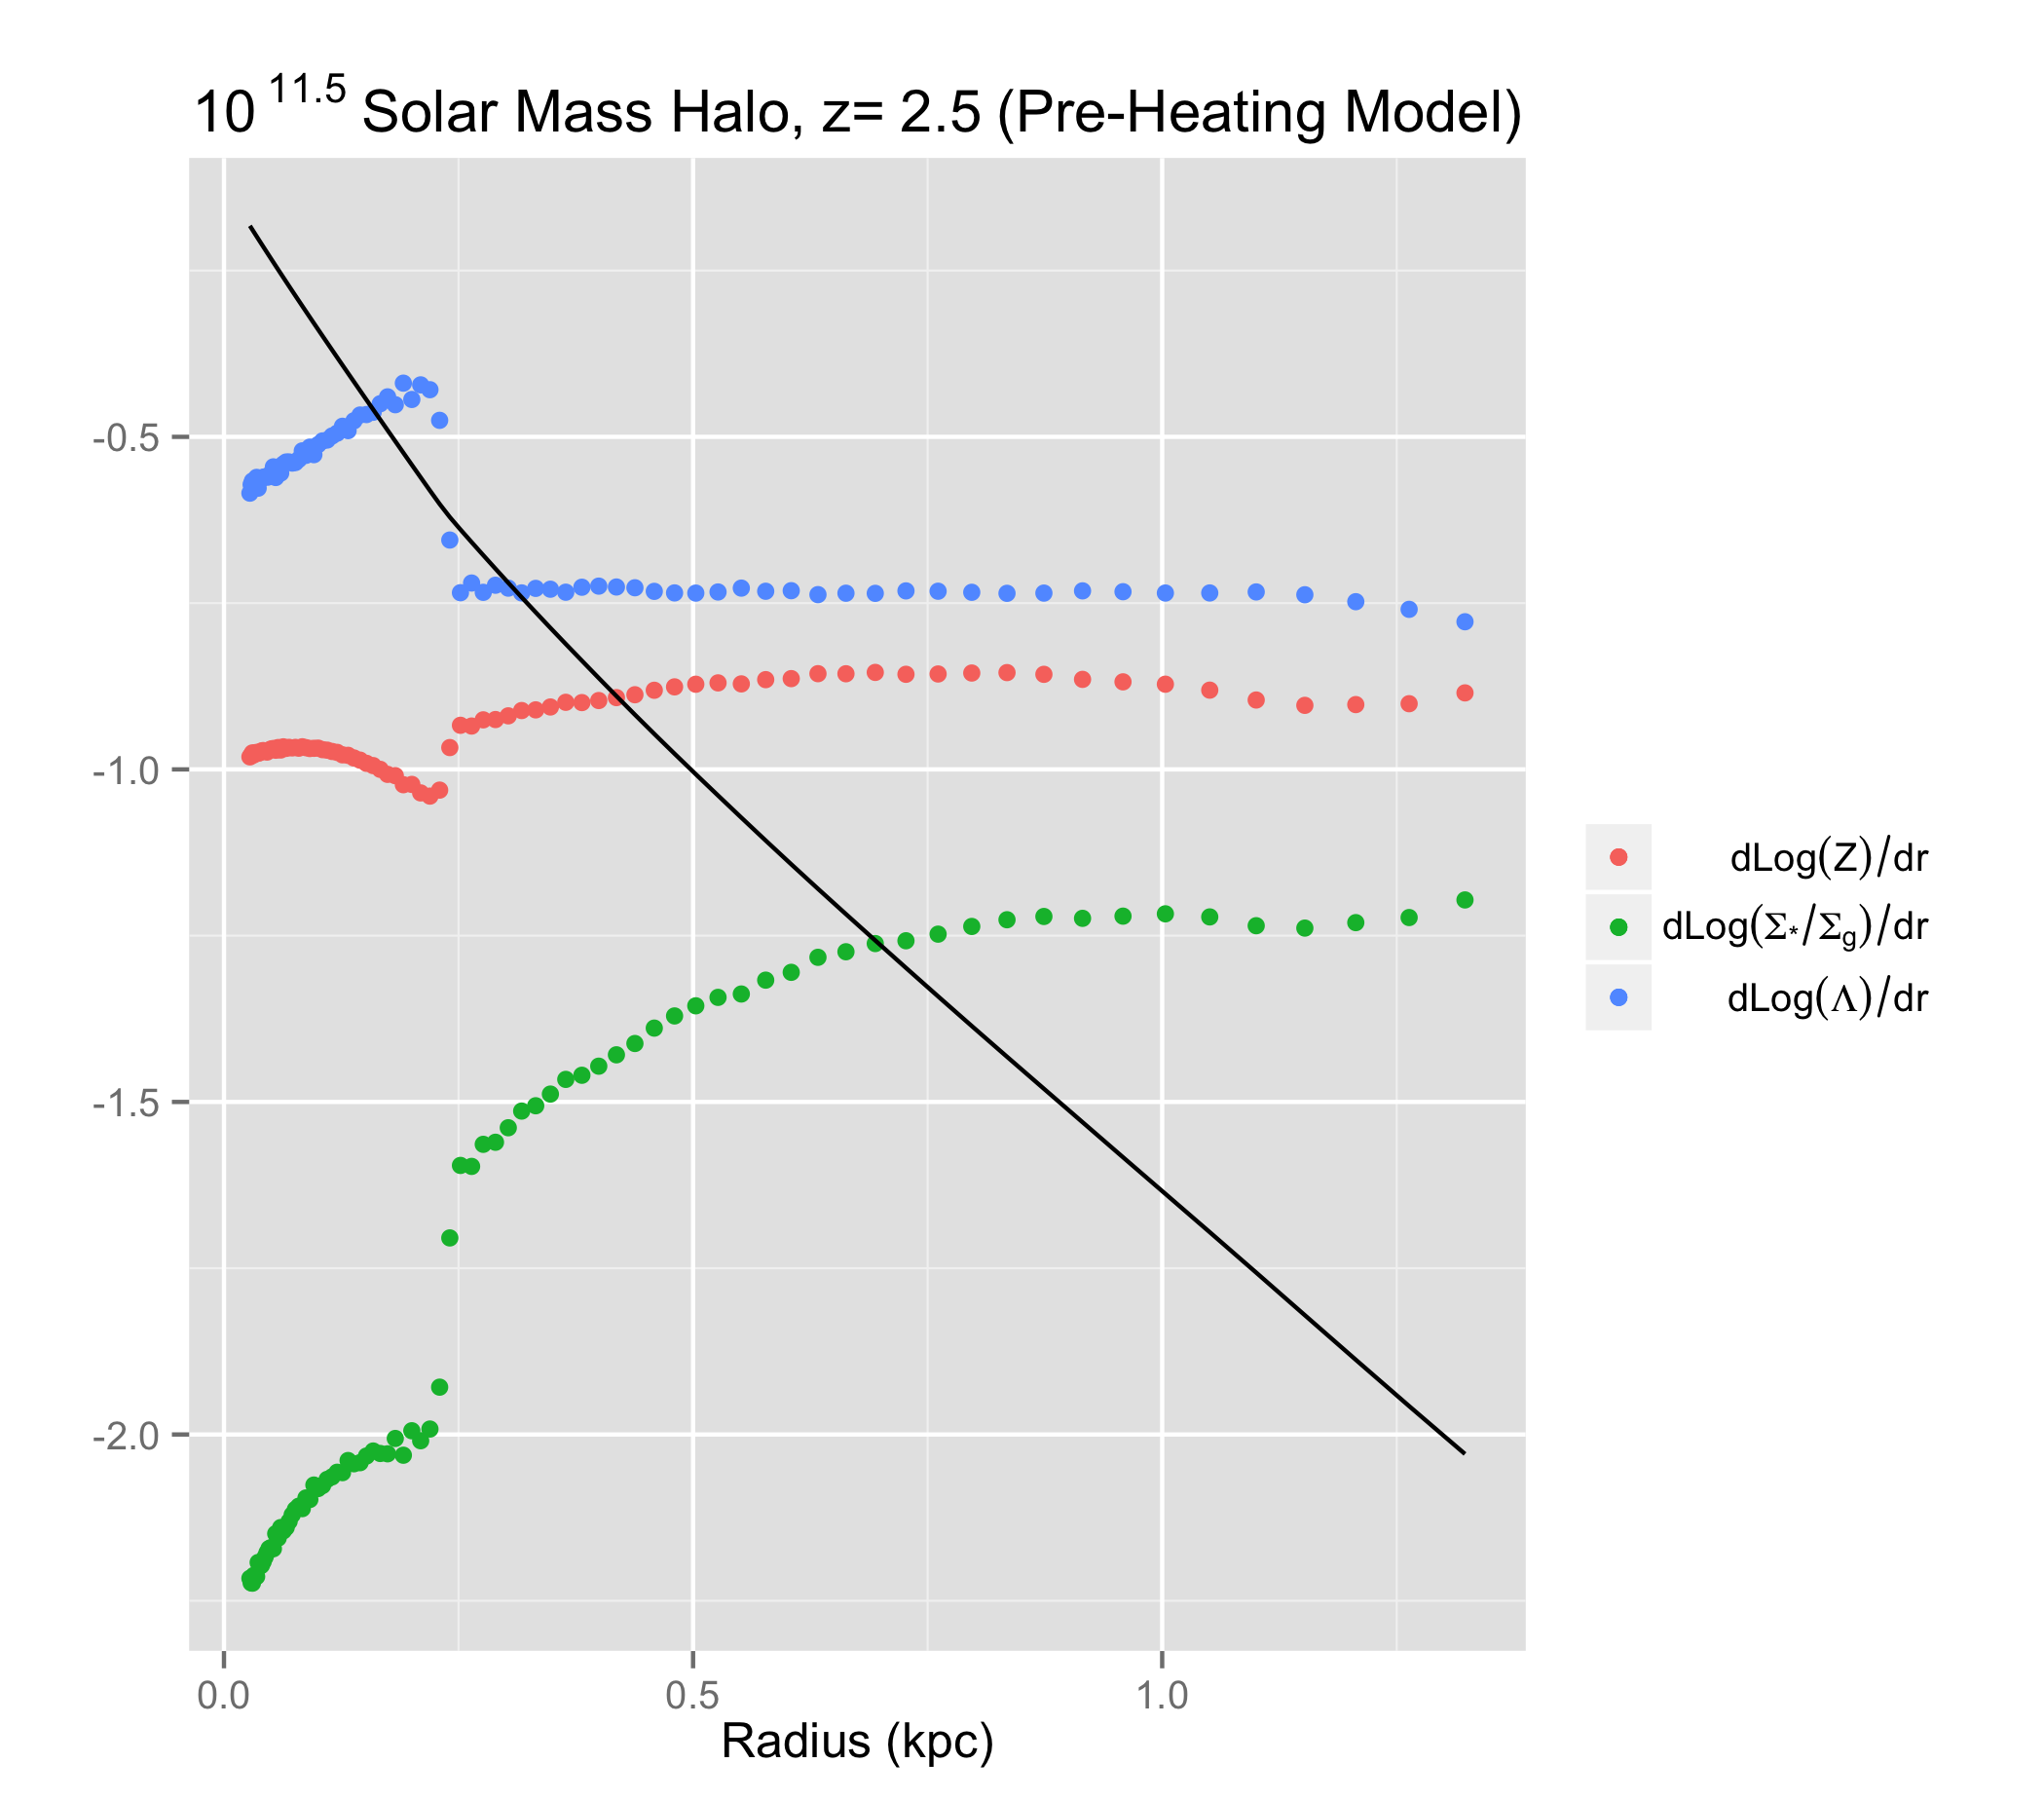 10^11.5 Solar Mass Halo, z= 2.5 (Pre-Heating Model)
-0.5
-1.0
-1.5
-2.0
0.0 0.5 1.0
Radius (kpc)
dLog(Z)/dr
dLog(Σ*/Σg)/dr
dLog(Λ)/dr